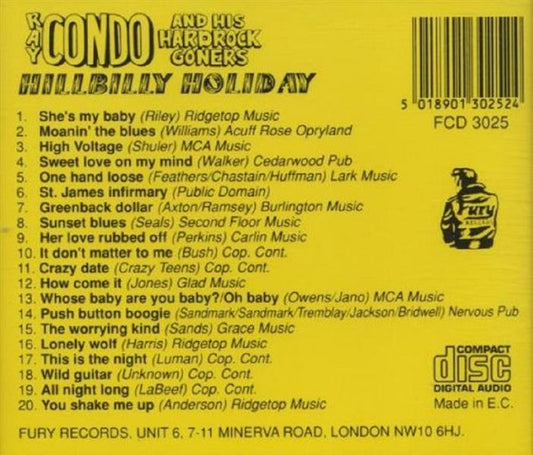 RAY CONDO AND HIS HARDROCK GONERS
HILLBILLY HOLIDAY
5 018901 302524
FCD 3025
1. She's my baby (Riley) Ridgetop Music
2. Moanin' the blues (Williams) Acuff Rose Opryland
3. High Voltage (Shuler) MCA Music
4. Sweet love on my mind (Walker) Cedarwood Pub
5. One hand loose (Feathers/Chastain/Huffman) Lark Music
6. St. James infirmary (Public Domain)
7. Greenback dollar (Axton/Ramsey) Burlington Music
8. Sunset blues (Seals) Second Floor Music
9. Her love rubbed off (Perkins) Carlin Music
10. It don't matter to me (Bush) Cop. Cont.
11. Crazy date (Crazy Teens) Cop. Cont.
12. How come it (Jones) Glad Music
13. Whose baby are you baby?/Oh baby (Owens/Jano) MCA Music
14. Push button boogie (Sandmark/Sandmark/Tremblay/Jackson/Bridwell) Nervous Pub
15. The worrying kind (Sands) Grace Music
16. Lonely wolf (Harris) Ridgetop Music
17. This is the night (Luman) Cop. Cont.
18. Wild guitar (Unknown) Cop. Cont.
19. All night long (LaBeef) Cop. Cont.
20. You shake me up (Anderson) Ridgetop Music
Fury
COMPACT
disc
DIGITAL AUDIO
Made in E.C.
FURY RECORDS, UNIT 6, 7-11 MINERVA ROAD, LONDON NW10 6HJ.